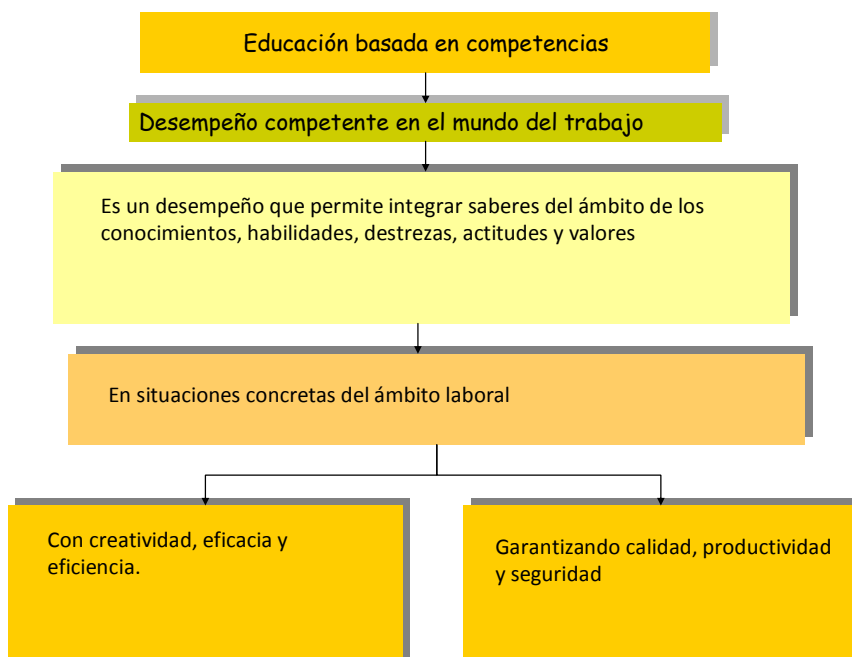 Educación basada en competencias
Desempeño competente en el mundo del trabajo
Es un desempeño que permite integrar saberes del ámbito de los
conocimientos, habilidades, destrezas, actitudes y valores
En situaciones concretas del ámbito laboral
Con creatividad, eficacia y
eficiencia.
Garantizando calidad, productividad
y seguridad